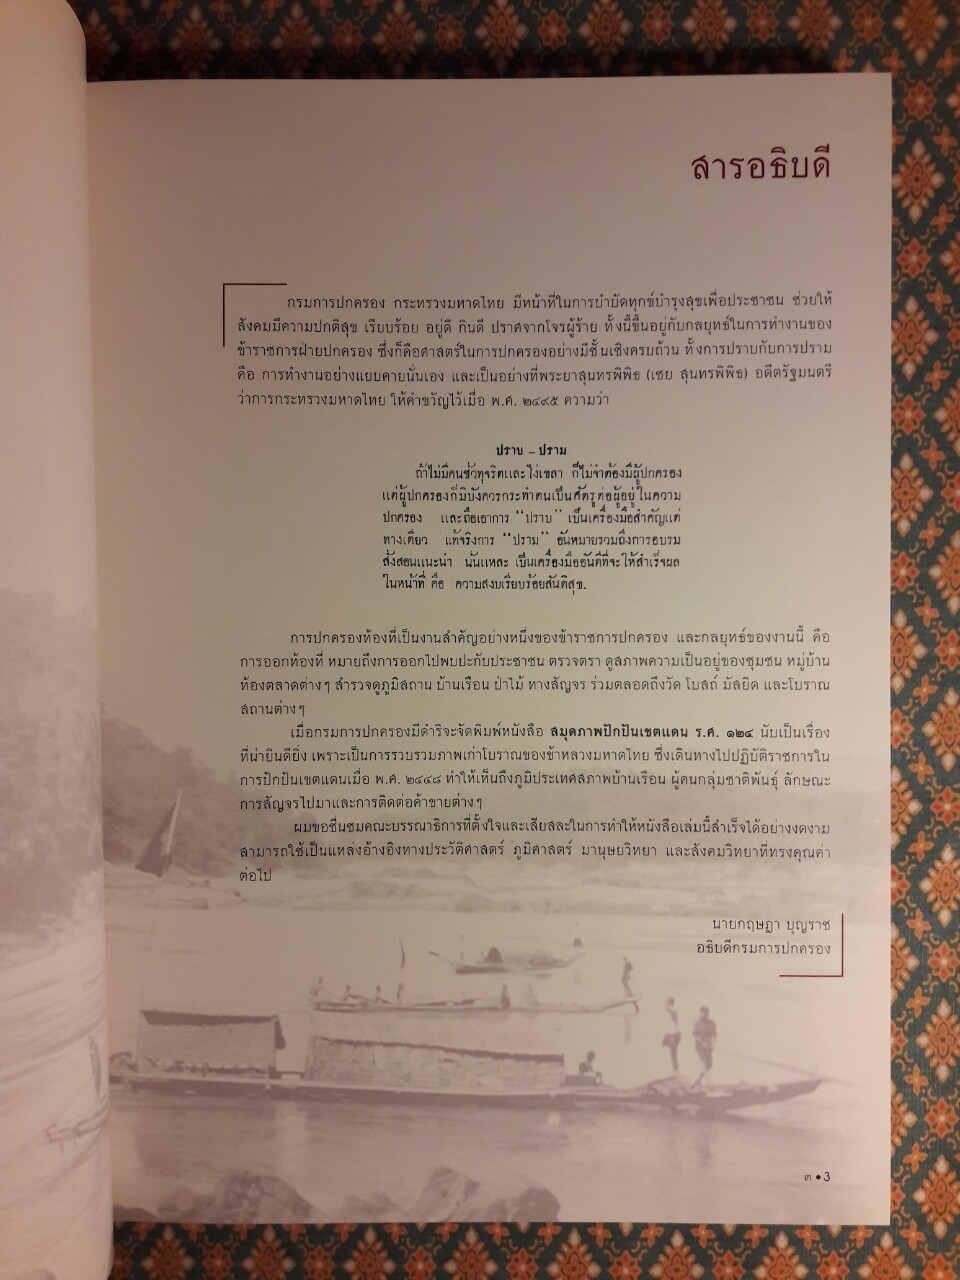 สารอธิบดี
กรมการปกครอง กระทรวงมหาดไทย มีหน้าที่ในการบำบัดทุกข์บำรุงสุขเพื่อประชาชน ช่วยให้
สังคมมีความปกติสุข เรียบร้อย อยู่ดี กินดี ปราศจากโจรผู้ร้าย ทั้งนี้ขึ้นอยู่กับกลยุทธ์ในการทำงานของ
ข้าราชการฝ่ายปกครอง ซึ่งก็คือศาสตร์ในการปกครองอย่างมีชั้นเชิงครบถ้วน ทั้งการปราบกับการปราม
คือ การทำงานอย่างแยบคายนั่นเอง และเป็นอย่างที่พระยาสุนทรพิพิธ (เชย สุนทรพิพิธ) อดีตรัฐมนตรี
ว่าการกระทรวงมหาดไทย ให้คำขวัญไว้เมื่อ พ.ศ. ๒๔๙๕ ความว่า
ปราบ – ปราม
ถ้าไม่มีคนชั่วทุจริตและโง่เขลา ก็ไม่จำต้องมีผู้ปกครอง
แต่ผู้ปกครองก็มิบังควรกระทำตนเป็นศัตรูต่อผู้อยู่ในความ
ปกครอง และถือเอาการ “ปราบ” เป็นเครื่องมือสำคัญแต่
ทางเดียว แท้จริงการ “ปราม” อันหมายรวมถึงการอบรม
สั่งสอนแนะนำ นั่นแหละ เป็นเครื่องมืออันดีที่จะให้สำเร็จผล
ในหน้าที่ คือ ความสงบเรียบร้อยสันติสุข.
การปกครองท้องที่เป็นงานสำคัญอย่างหนึ่งของข้าราชการปกครอง และกลยุทธ์ของงานนี้ คือ
การออกท้องที่ หมายถึงการออกไปพบปะกับประชาชน ตรวจตรา ดูสภาพความเป็นอยู่ของชุมชน หมู่บ้าน
ท้องตลาดต่างๆ สำรวจดูภูมิสถาน บ้านเรือน ป่าไม้ ทางสัญจร ร่วมตลอดถึงวัด โบสถ์ มัสยิด และโบราณ
สถานต่างๆ
เมื่อกรมการปกครองมีดำริจะจัดพิมพ์หนังสือ สมุดภาพปักปันเขตแดน ร.ศ. ๑๒๔ นับเป็นเรื่อง
ที่น่ายินดียิ่ง เพราะเป็นการรวบรวมภาพเก่าโบราณของข้าหลวงมหาดไทย ซึ่งเดินทางไปปฏิบัติราชการใน
การปักปันเขตแดนเมื่อ พ.ศ. ๒๔๔๘ ทำให้เห็นถึงภูมิประเทศสภาพบ้านเรือน ผู้คนกลุ่มชาติพันธุ์ ลักษณะ
การสัญจรไปมาและการติดต่อค้าขายต่างๆ
ผมขอชื่นชมคณะบรรณาธิการที่ตั้งใจและเสียสละในการทำให้หนังสือเล่มนี้สำเร็จได้อย่างงดงาม
สามารถใช้เป็นแหล่งอ้างอิงทางประวัติศาสตร์ ภูมิศาสตร์ มานุษยวิทยา และสังคมวิทยาที่ทรงคุณค่า
ต่อไป
นายกฤษฎา บุญราช
อธิบดีกรมการปกครอง
๓ • 3